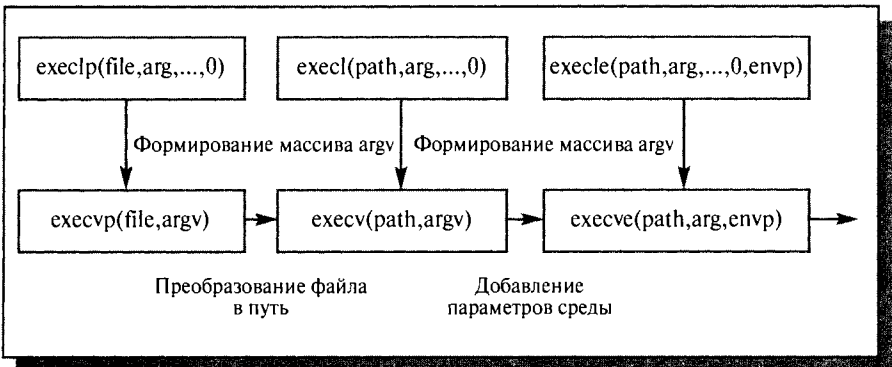 execlp(file,arg,...,0)
execl(path,arg,...,0)
execle(path,arg,...,0,envp)
Формирование массива argv
Формирование массива argv
execvp(file,argv)
execv(path,argv)
execve(path,arg,envp)
Преобразование файла
в путь
Добавление
параметров среды